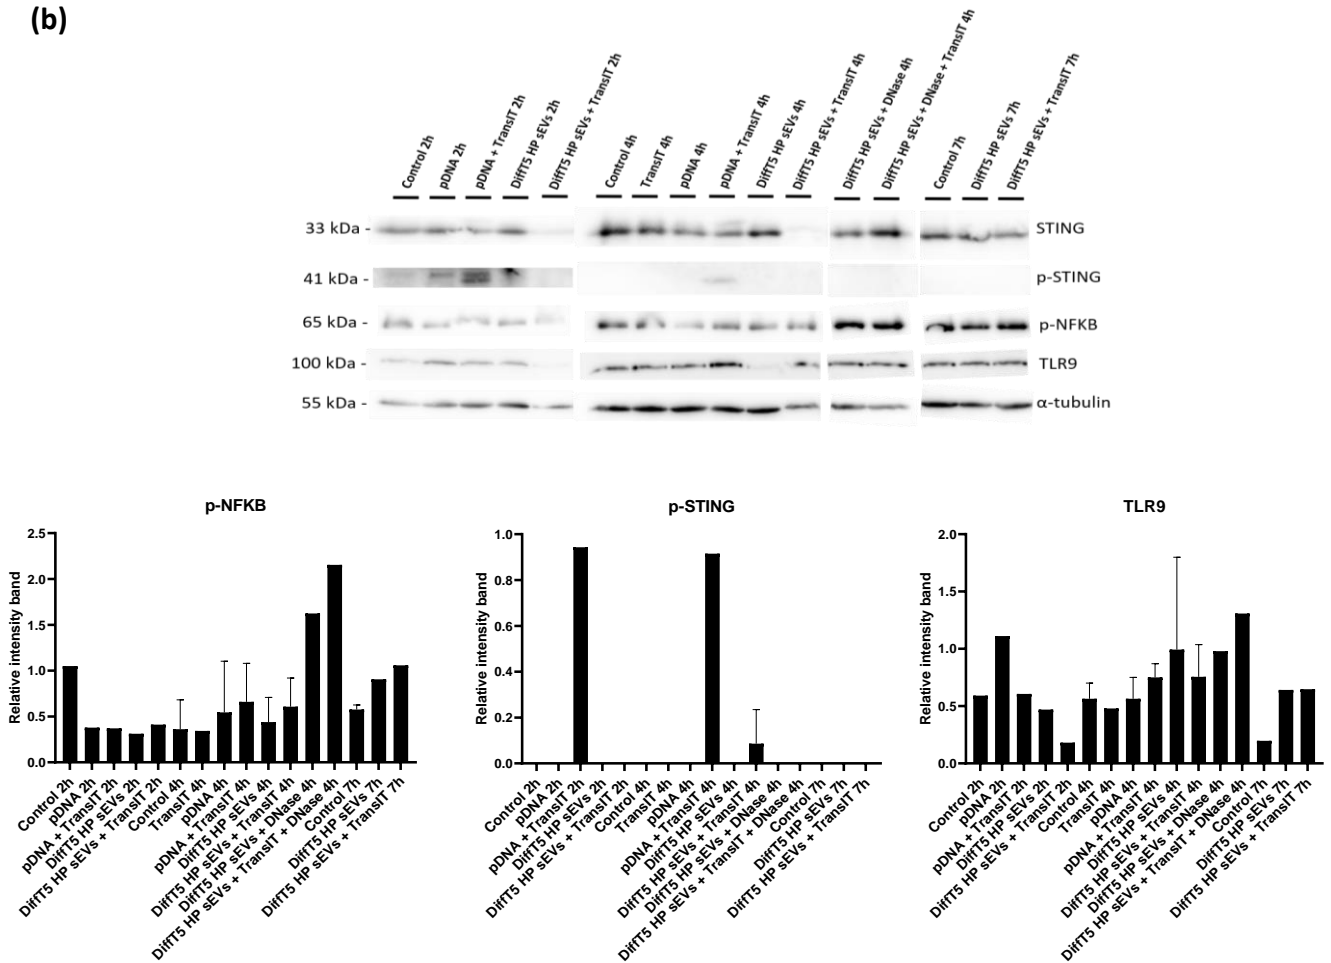 (b)
Control 2h
pDNA 2h
pDNA + TransIT 2h
DiffT5 HP sEVs 2h
DiffT5 HP sEVs + TransIT 2h
Control 4h
TransIT 4h
pDNA 4h
pDNA + TransIT 4h
DiffT5 HP sEVs 4h
DiffT5 HP sEVs + TransIT 4h
DiffT5 HP sEVs + DNase 4h
DiffT5 HP sEVs + DNase + TransIT 4h
Control 7h
DiffT5 HP sEVs 7h
DiffT5 HP sEVs + TransIT 7h
33 kDa - STING
41 kDa - p-STING
65 kDa - p-NFKB
100 kDa - TLR9
55 kDa - α-tubulin
p-NFKB
Relative intensity band
2.5
2.0
1.5
1.0
0.5
0.0
Control 2h
pDNA 2h
pDNA + TransIT 2h
DiffT5 HP sEVs 2h
DiffT5 HP sEVs + TransIT 2h
Control 4h
TransIT 4h
pDNA 4h
pDNA + TransIT 4h
DiffT5 HP sEVs 4h
DiffT5 HP sEVs + TransIT 4h
DiffT5 HP sEVs + DNase 4h
DiffT5 HP sEVs + TransIT + DNase 4h
Control 7h
DiffT5 HP sEVs 7h
DiffT5 HP sEVs + TransIT 7h
p-STING
Relative intensity band
1.0
0.8
0.6
0.4
0.2
0.0
Control 2h
pDNA 2h
pDNA + TransIT 2h
DiffT5 HP sEVs 2h
DiffT5 HP sEVs + TransIT 2h
Control 4h
TransIT 4h
pDNA 4h
pDNA + TransIT 4h
DiffT5 HP sEVs 4h
DiffT5 HP sEVs + TransIT 4h
DiffT5 HP sEVs + DNase 4h
DiffT5 HP sEVs + TransIT + DNase 4h
Control 7h
DiffT5 HP sEVs 7h
DiffT5 HP sEVs + TransIT 7h
TLR9
Relative intensity band
2.0
1.5
1.0
0.5
0.0
Control 2h
pDNA 2h
pDNA + TransIT 2h
DiffT5 HP sEVs 2h
DiffT5 HP sEVs + TransIT 2h
Control 4h
TransIT 4h
pDNA 4h
pDNA + TransIT 4h
DiffT5 HP sEVs 4h
DiffT5 HP sEVs + TransIT 4h
DiffT5 HP sEVs + DNase 4h
DiffT5 HP sEVs + TransIT + DNase 4h
Control 7h
DiffT5 HP sEVs 7h
DiffT5 HP sEVs + TransIT 7h